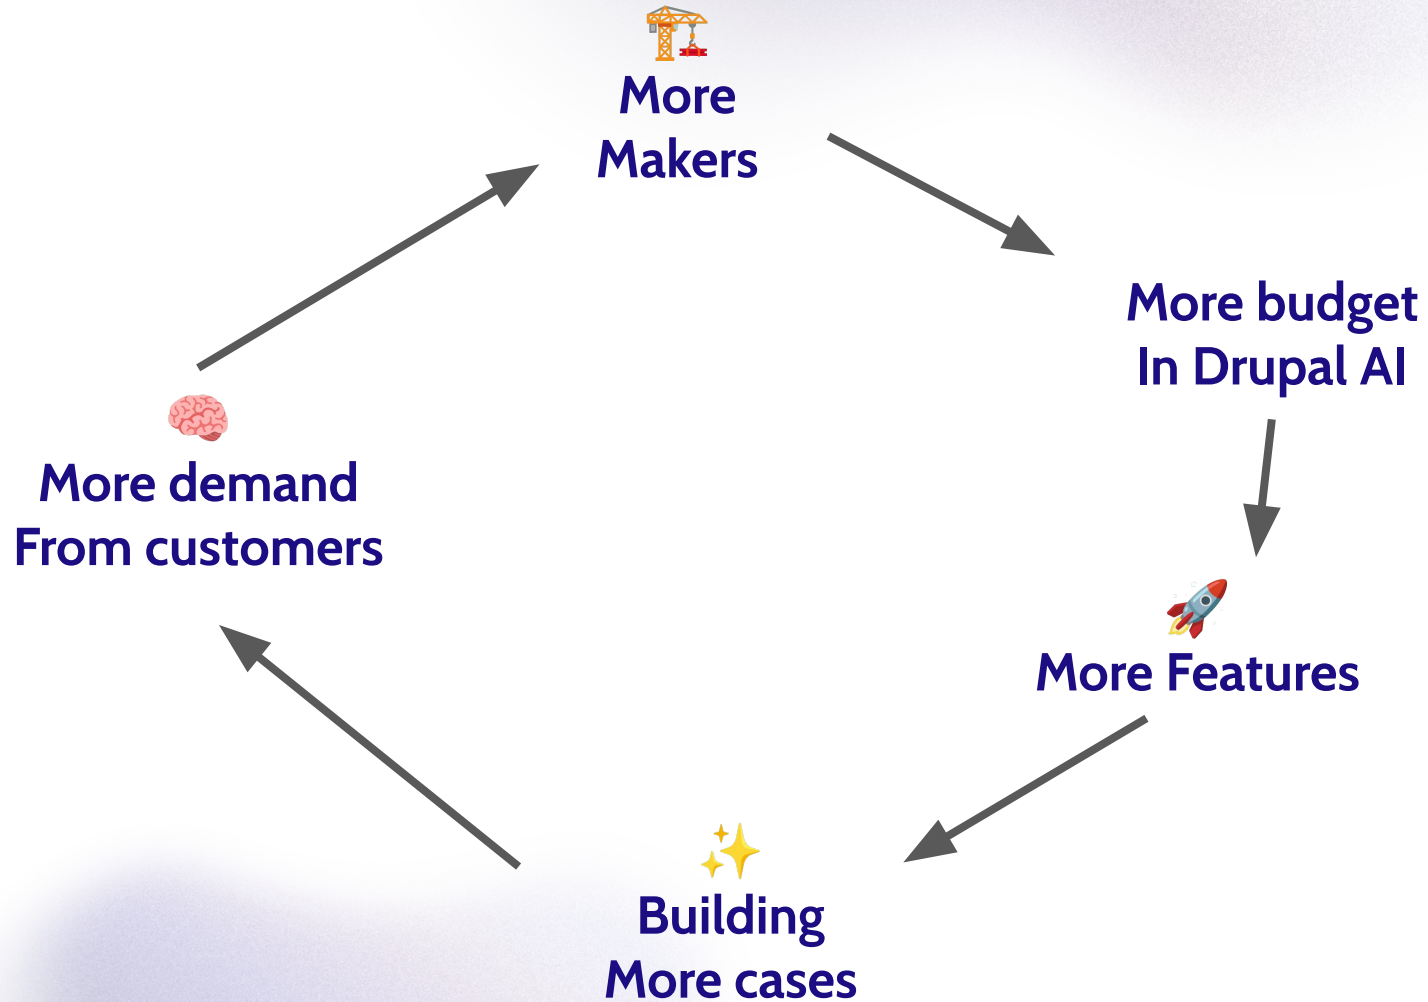 More
Makers
More budget
In Drupal AI
More Features
Building
More cases
More demand
From customers